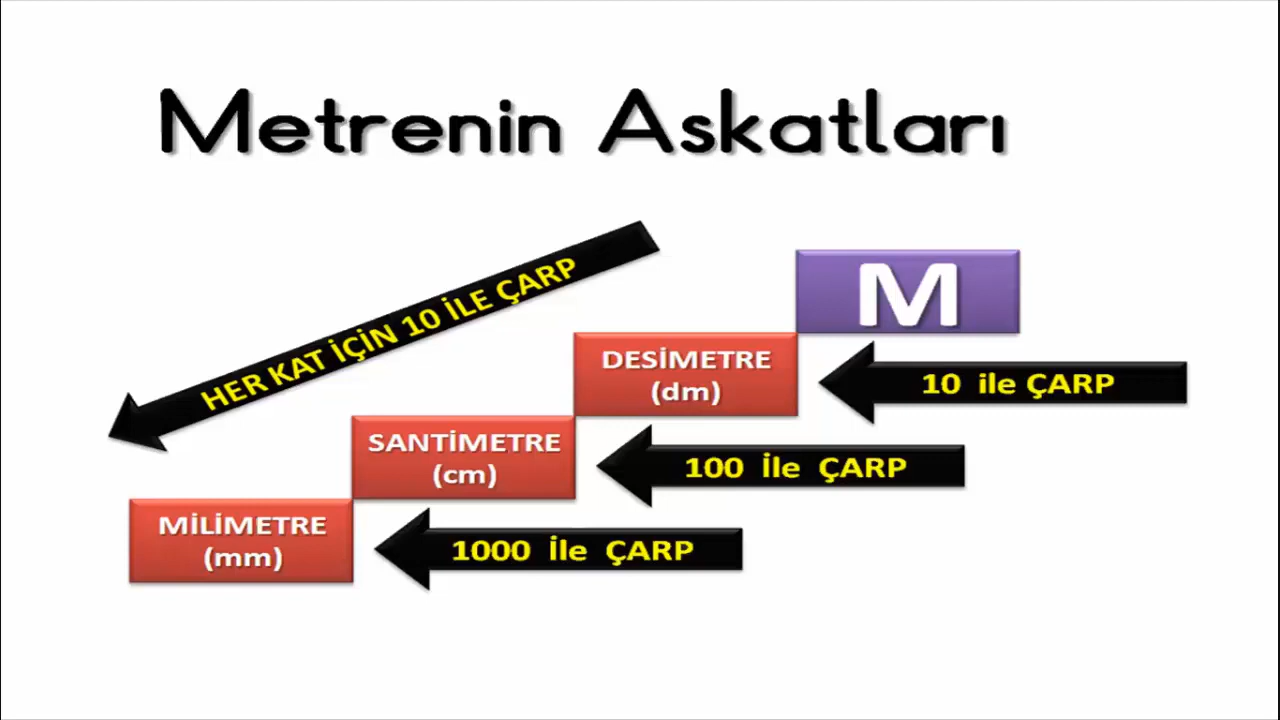 Metrenin Askatları
HER KAT İÇİN 10 İLE ÇARP
M
DESİMETRE
(dm)
10 ile ÇARP
SANTİMETRE
(cm)
100 İle ÇARP
MİLİMETRE
(mm)
1000 İle ÇARP